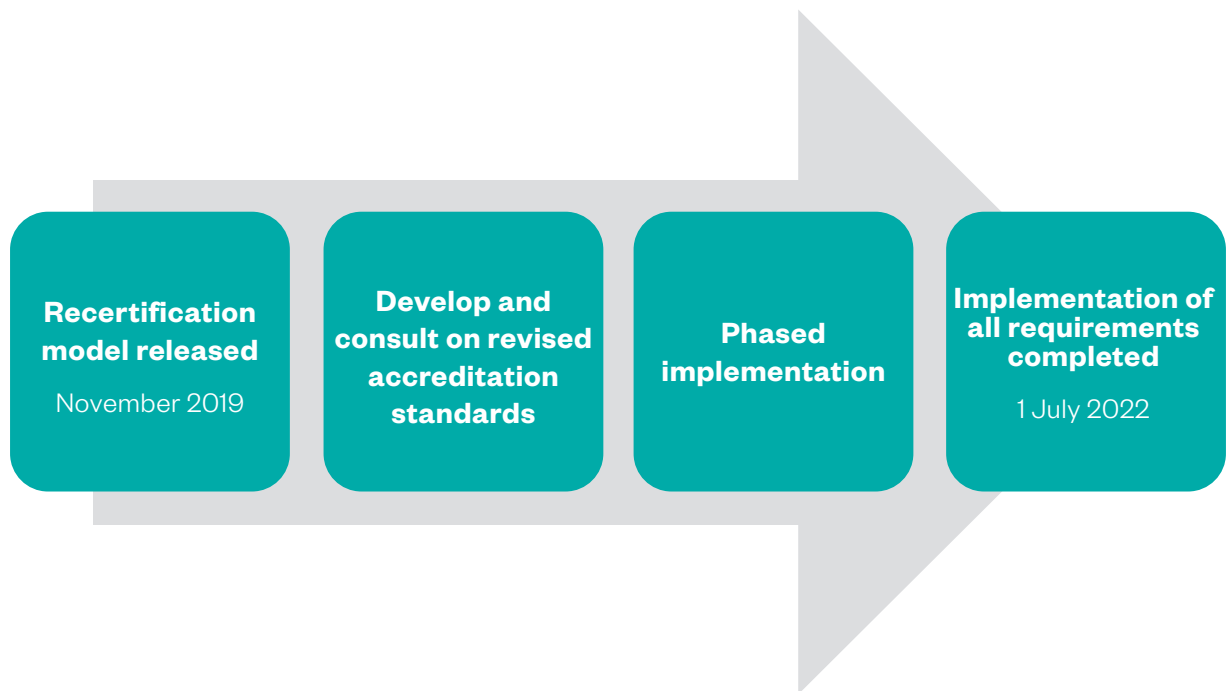 Recertification
model released
November 2019
Develop and
consult on revised
accreditation
standards
Phased
implementation
Implementation of
all requirements
completed
1 July 2022